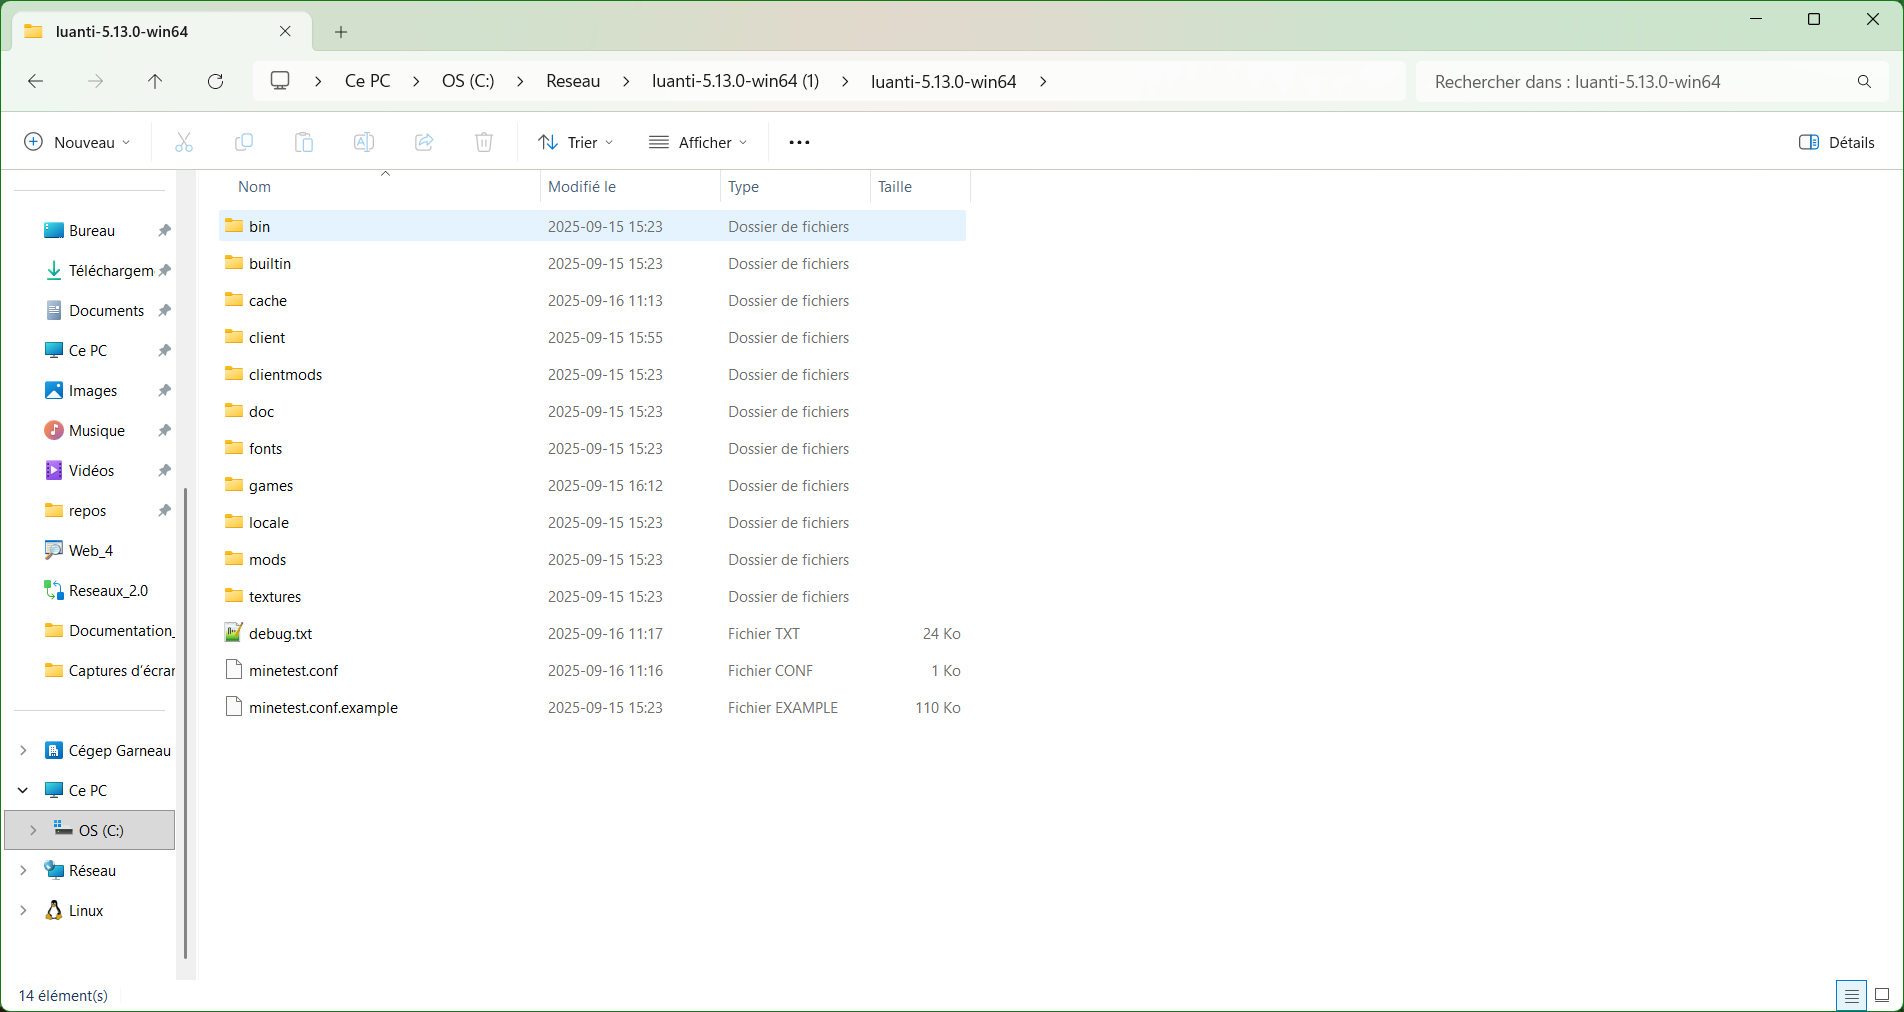 luanti-5.13.0-win64
Ce PC
OS (C:)
Reseau
luanti-5.13.0-win64 (1)
luanti-5.13.0-win64
Rechercher dans : luanti-5.13.0-win64
Nouveau
Trier
Afficher
Détails
Bureau
Téléchargem
Documents
Ce PC
Images
Musique
Vidéos
repos
Web_4
Reseaux_2.0
Documentation_
Captures d’écran
Cégep Garneau
Ce PC
OS (C:)
Réseau
Linux
Nom Modifié le Type Taille
bin 2025-09-15 15:23 Dossier de fichiers
builtin 2025-09-15 15:23 Dossier de fichiers
cache 2025-09-16 11:13 Dossier de fichiers
client 2025-09-15 15:55 Dossier de fichiers
clientmods 2025-09-15 15:23 Dossier de fichiers
doc 2025-09-15 15:23 Dossier de fichiers
fonts 2025-09-15 15:23 Dossier de fichiers
games 2025-09-15 16:12 Dossier de fichiers
locale 2025-09-15 15:23 Dossier de fichiers
mods 2025-09-15 15:23 Dossier de fichiers
textures 2025-09-15 15:23 Dossier de fichiers
debug.txt 2025-09-16 11:17 Fichier TXT 24 Ko
minetest.conf 2025-09-16 11:16 Fichier CONF 1 Ko
minetest.conf.example 2025-09-15 15:23 Fichier EXAMPLE 110 Ko
14 élément(s)